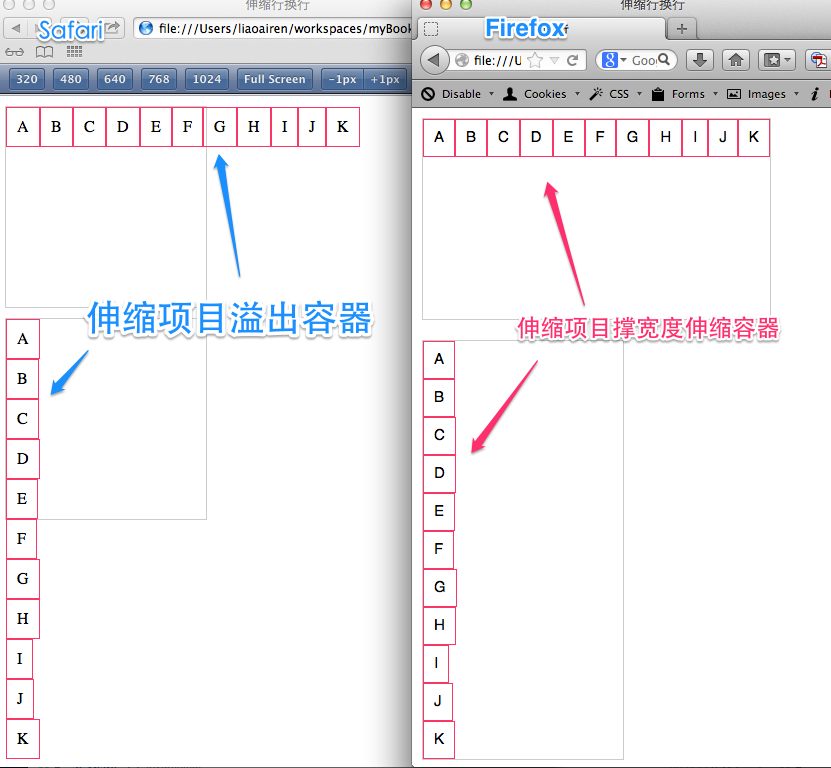 伸缩行换行
Safari
file:///Users/liaoairen/workspaces/myBook
320 480 640 768 1024 Full Screen -1px +1px
A B C D E F G H I J K
伸缩项目溢出容器
A
B
C
D
E
F
G
H
I
J
K
伸缩行换行
Firefox
file:///U
Goo
Disable Cookies CSS Forms Images
A B C D E F G H I J K
伸缩项目撑宽度伸缩容器
A
B
C
D
E
F
G
H
I
J
K